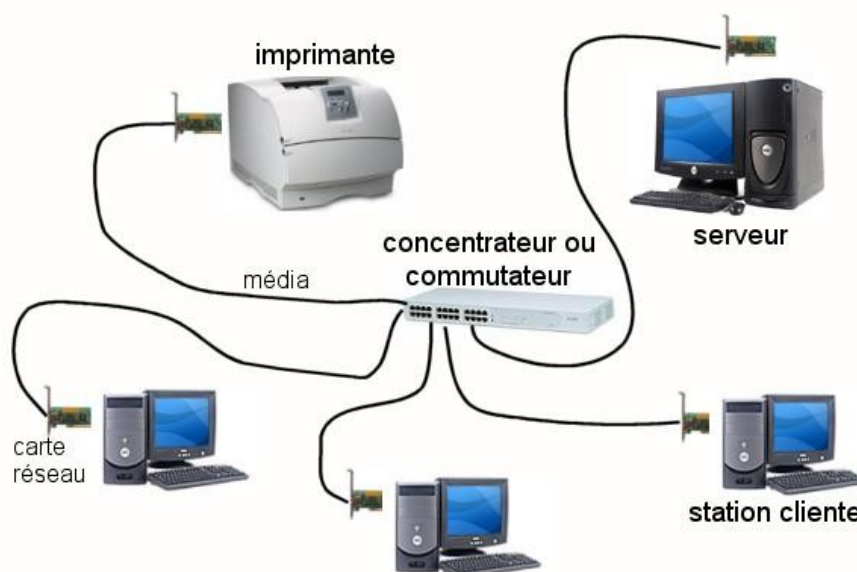 imprimante
serveur
concentrateur ou
commutateur
média
carte
réseau
station cliente